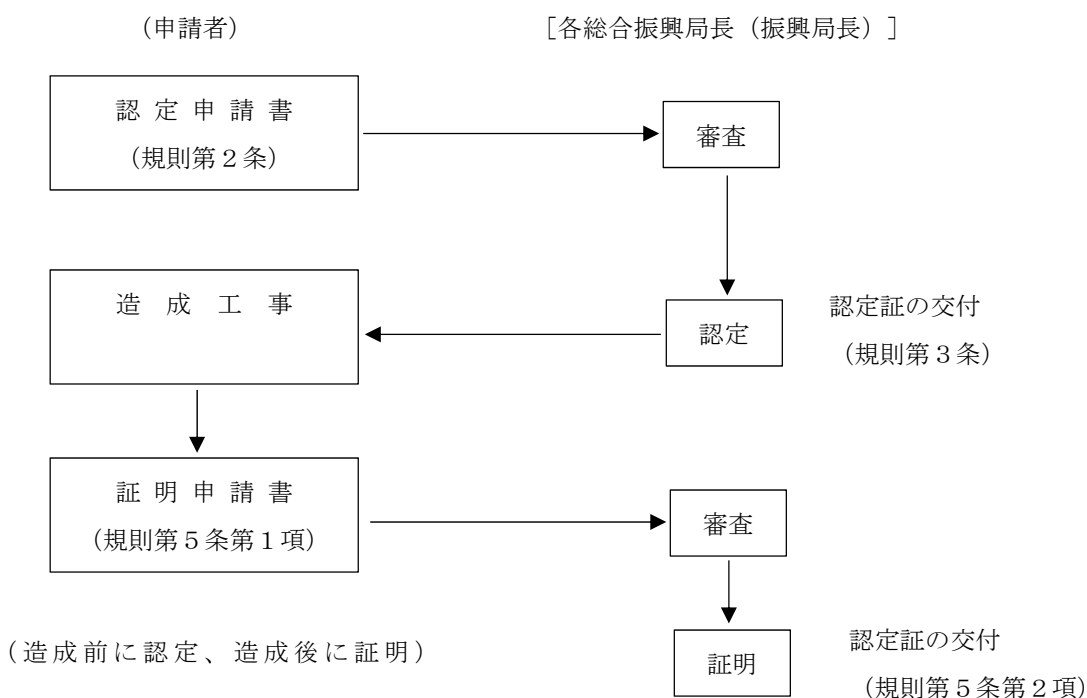 （申請者）
［各総合振興局長（振興局長）］
認 定 申 請 書
（規則第２条）
審査
造 成 工 事
認定
認定証の交付
（規則第３条）
証 明 申 請 書
（規則第５条第１項）
審査
（造成前に認定、造成後に証明）
証明
認定証の交付
（規則第５条第２項）